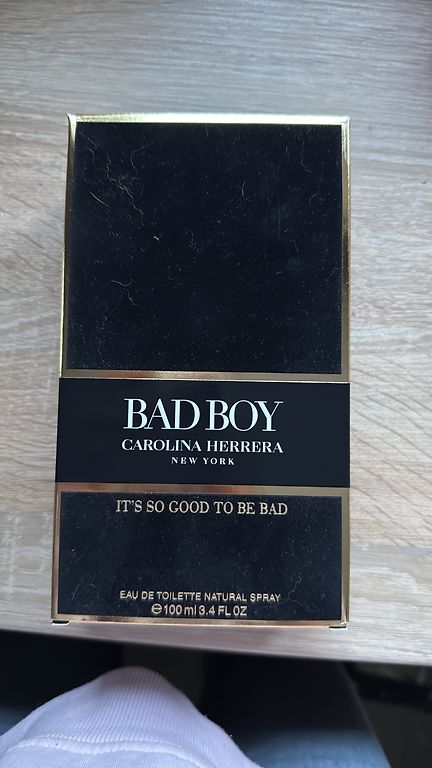 BAD BOY
CAROLINA HERRERA
NEW YORK
IT'S SO GOOD TO BE BAD
EAU DE TOILETTE NATURAL SPRAY
℮100 ml 3.4 FL OZ